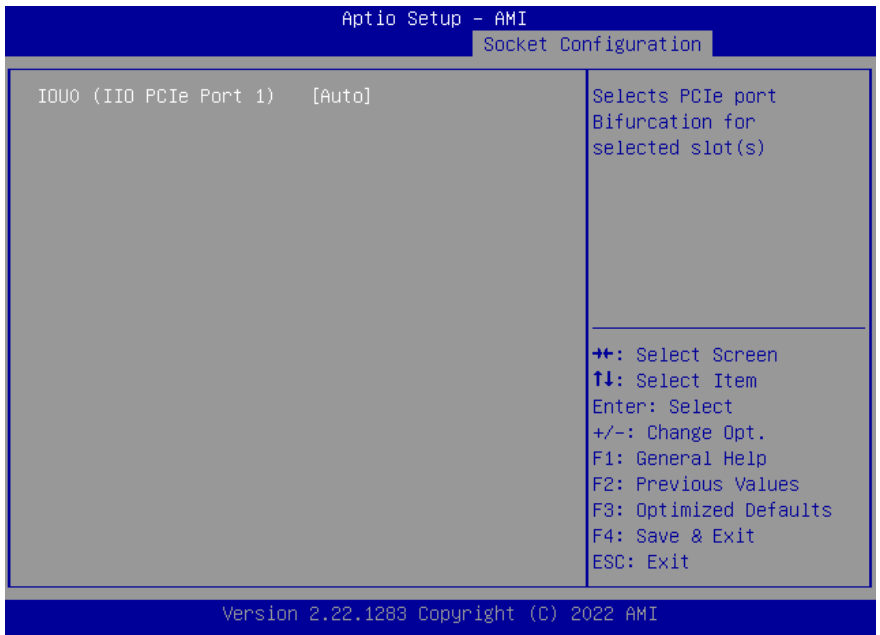 Aptio Setup – AMI
Socket Configuration
IOU0 (IIO PCIe Port 1) [Auto]
Selects PCIe port
Bifurcation for
selected slot(s)
→←: Select Screen
↑↓: Select Item
Enter: Select
+/-: Change Opt.
F1: General Help
F2: Previous Values
F3: Optimized Defaults
F4: Save & Exit
ESC: Exit
Version 2.22.1283 Copyright (C) 2022 AMI